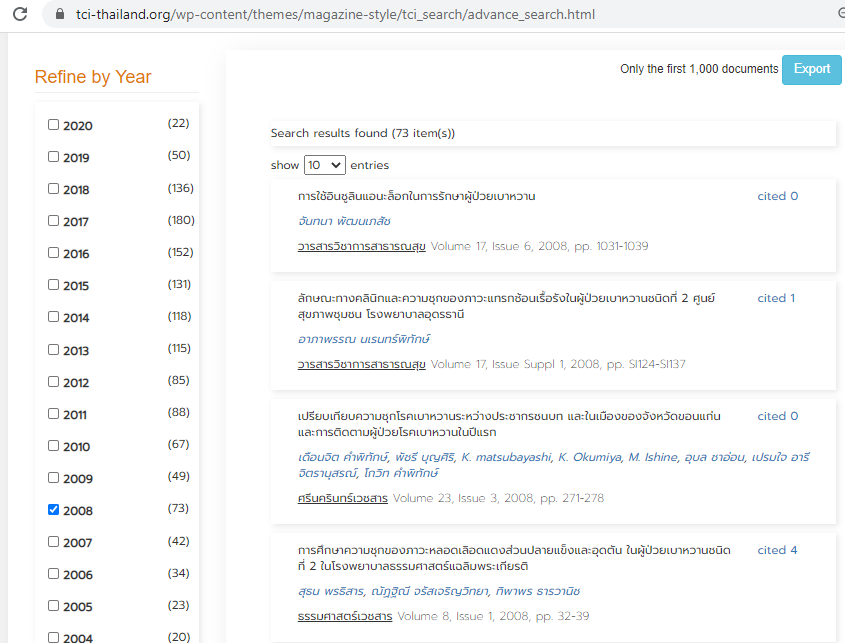 tci-thailand.org/wp-content/themes/magazine-style/tci_search/advance_search.html
Refine by Year
2020 (22)
2019 (50)
2018 (136)
2017 (180)
2016 (152)
2015 (131)
2014 (118)
2013 (115)
2012 (85)
2011 (88)
2010 (67)
2009 (49)
2008 (73)
2007 (42)
2006 (34)
2005 (23)
2004 (20)
Only the first 1,000 documents Export
Search results found (73 item(s))
show 10 entries
การใช้อินซูลินแอนะล็อกในการรักษาผู้ป่วยเบาหวาน cited 0
จันทนา พัฒนเภสัช
วารสารวิชาการสาธารณสุข Volume 17, Issue 6, 2008, pp. 1031-1039
ลักษณะทางคลินิกและความชุกของภาวะแทรกซ้อนเรื้อรังในผู้ป่วยเบาหวานชนิดที่ 2 ศูนย์ cited 1
สุขภาพชุมชน โรงพยาบาลอุดรธานี
อาภาพรรณ นเรนทร์พิทักษ์
วารสารวิชาการสาธารณสุข Volume 17, Issue Suppl 1, 2008, pp. SI124-SI137
เปรียบเทียบความชุกโรคเบาหวานระหว่างประชากรชนบท และในเมืองของจังหวัดขอนแก่น cited 0
และการติดตามผู้ป่วยโรคเบาหวานในปีแรก
เดือนจิต คำพิทักษ์, พัชรี บุญศิริ, K. matsubayashi, K. Okumiya, M. Ishine, อุบล ชาอ่อน, เปรมใจ อารี
จิตรานุสรณ์, โกวิท คำพิทักษ์
ศรีนครินทร์เวชสาร Volume 23, Issue 3, 2008, pp. 271-278
การศึกษาความชุกของภาวะหลอดเลือดแดงส่วนปลายแข็งและอุดตัน ในผู้ป่วยเบาหวานชนิด cited 4
ที่ 2 ในโรงพยาบาลธรรมศาสตร์เฉลิมพระเกียรติ
สุธน พรธิสาร, ณัฏฐิณี จรัสเจริญวิทยา, ทิพาพร ธารวานิช
ธรรมศาสตร์เวชสาร Volume 8, Issue 1, 2008, pp. 32-39